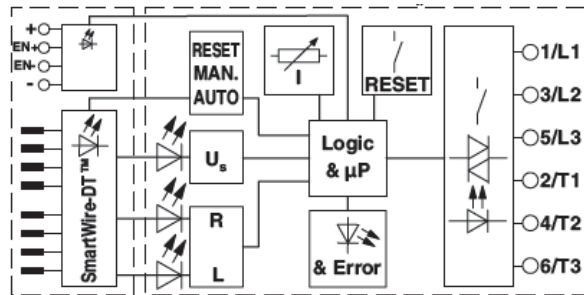 +
EN+
EN-
-
SmartWire-DT™
RESET
MAN.
AUTO
Us
R
L
I
RESET
Logic
& µP
& Error
1/L1
3/L2
5/L3
2/T1
4/T2
6/T3